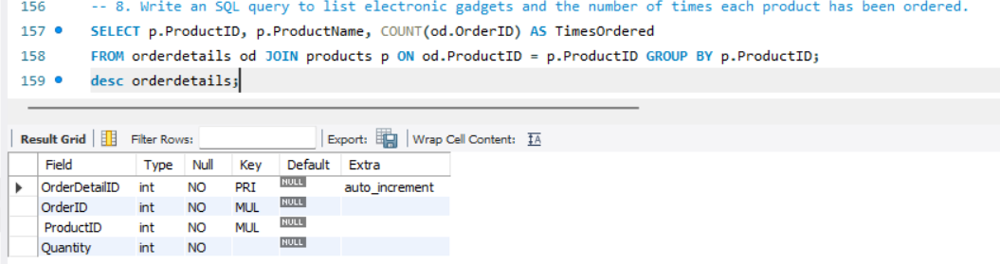 156 -- 8. Write an SQL query to list electronic gadgets and the number of times each product has been ordered.
157 SELECT p.ProductID, p.ProductName, COUNT(od.OrderID) AS TimesOrdered
158 FROM orderdetails od JOIN products p ON od.ProductID = p.ProductID GROUP BY p.ProductID;
159 desc orderdetails;
Result Grid Filter Rows: Export: Wrap Cell Content: IA
Field Type Null Key Default Extra
OrderDetailID int NO PRI NULL auto_increment
OrderID int NO MUL NULL
ProductID int NO MUL NULL
Quantity int NO NULL